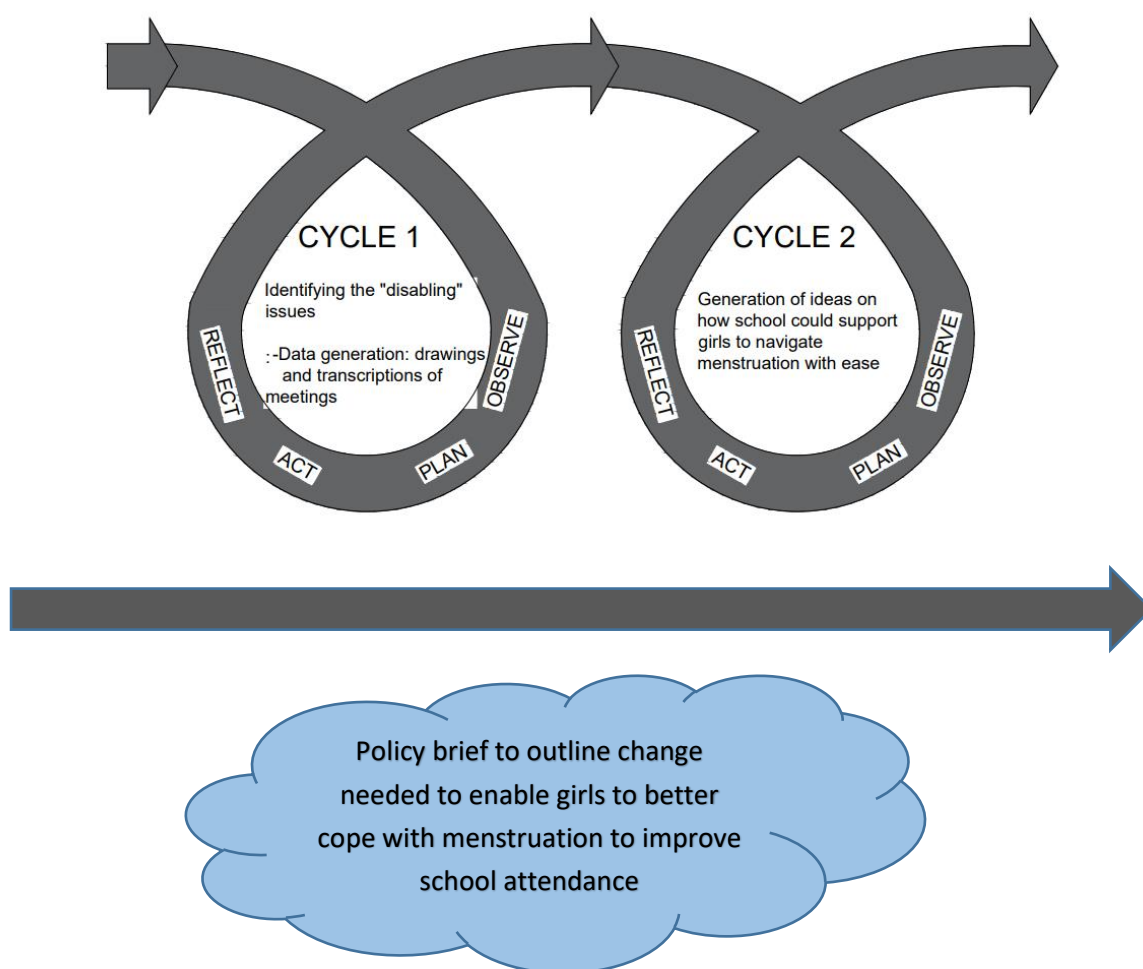 CYCLE 1
Identifying the "disabling"
issues
:-Data generation: drawings
and transcriptions of
meetings
REFLECT
ACT
PLAN
OBSERVE
CYCLE 2
Generation of ideas on
how school could support
girls to navigate
menstruation with ease
REFLECT
ACT
PLAN
OBSERVE
Policy brief to outline change
needed to enable girls to better
cope with menstruation to improve
school attendance